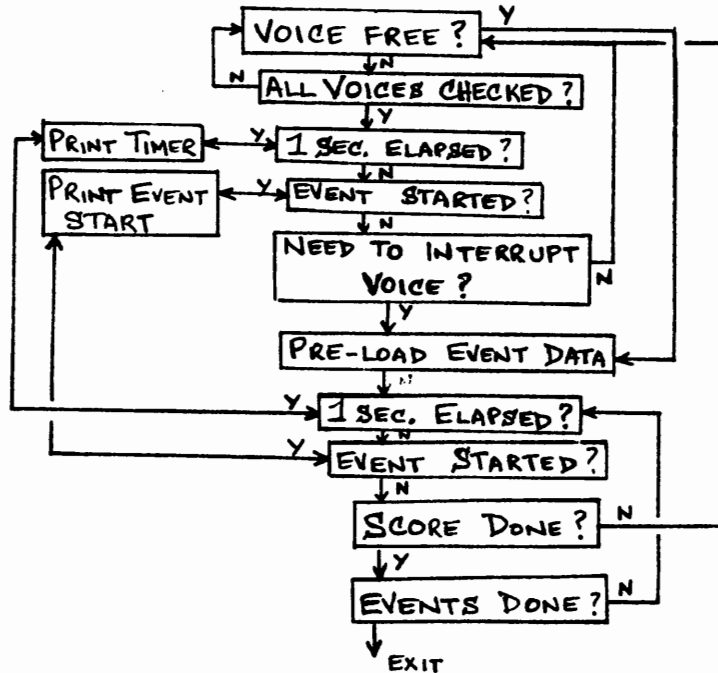 Y
VOICE FREE?
N
N
ALL VOICES CHECKED?
Y
PRINT TIMER
Y
1 SEC. ELAPSED?
N
PRINT EVENT
START
Y
EVENT STARTED?
N
NEED TO INTERRUPT
VOICE?
N
Y
PRE-LOAD EVENT DATA
Y
1 SEC. ELAPSED?
N
Y
EVENT STARTED?
N
SCORE DONE?
N
Y
EVENTS DONE?
N
EXIT